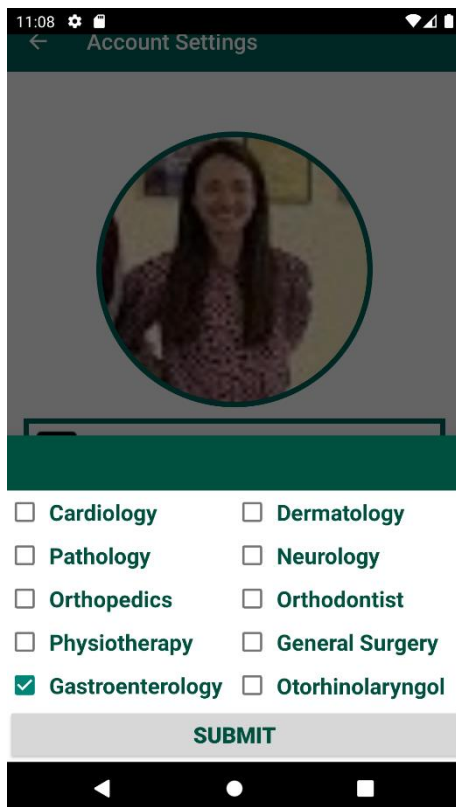 11:08
Account Settings
Cardiology Dermatology
Pathology Neurology
Orthopedics Orthodontist
Physiotherapy General Surgery
Gastroenterology Otorhinolaryngol
SUBMIT